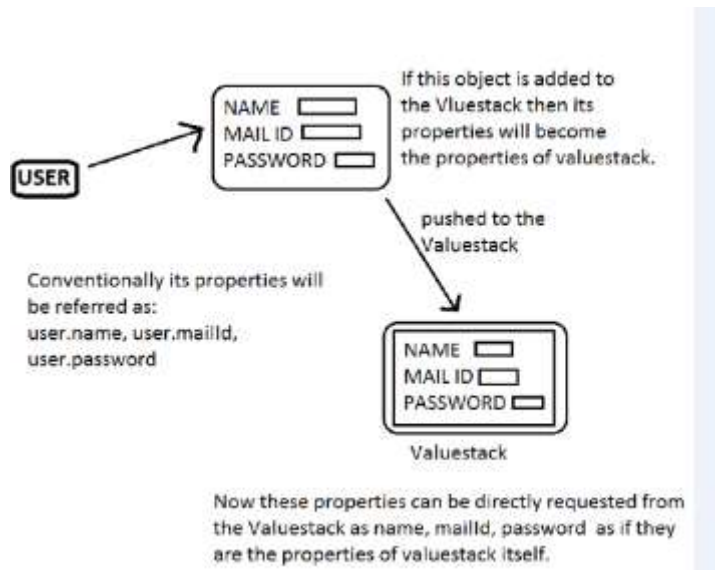 If this object is added to
the Vluestack then its
properties will become
the properties of valuestack.
NAME
MAIL ID
PASSWORD
USER
pushed to the
Valuestack
Conventionally its properties will
be referred as:
user.name, user.mailId,
user.password
NAME
MAIL ID
PASSWORD
Valuestack
Now these properties can be directly requested from
the Valuestack as name, mailId, password as if they
are the properties of valuestack itself.